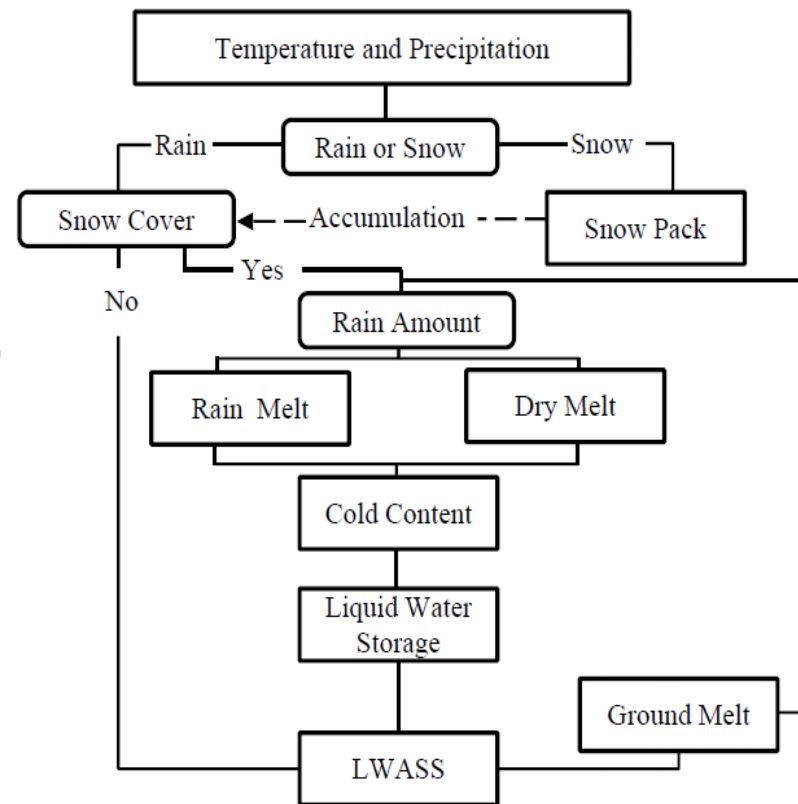 Temperature and Precipitation
Rain
Rain or Snow
Snow
Snow Cover
Accumulation
Snow Pack
Yes
No
Rain Amount
Rain Melt
Dry Melt
Cold Content
Liquid Water
Storage
Ground Melt
LWASS